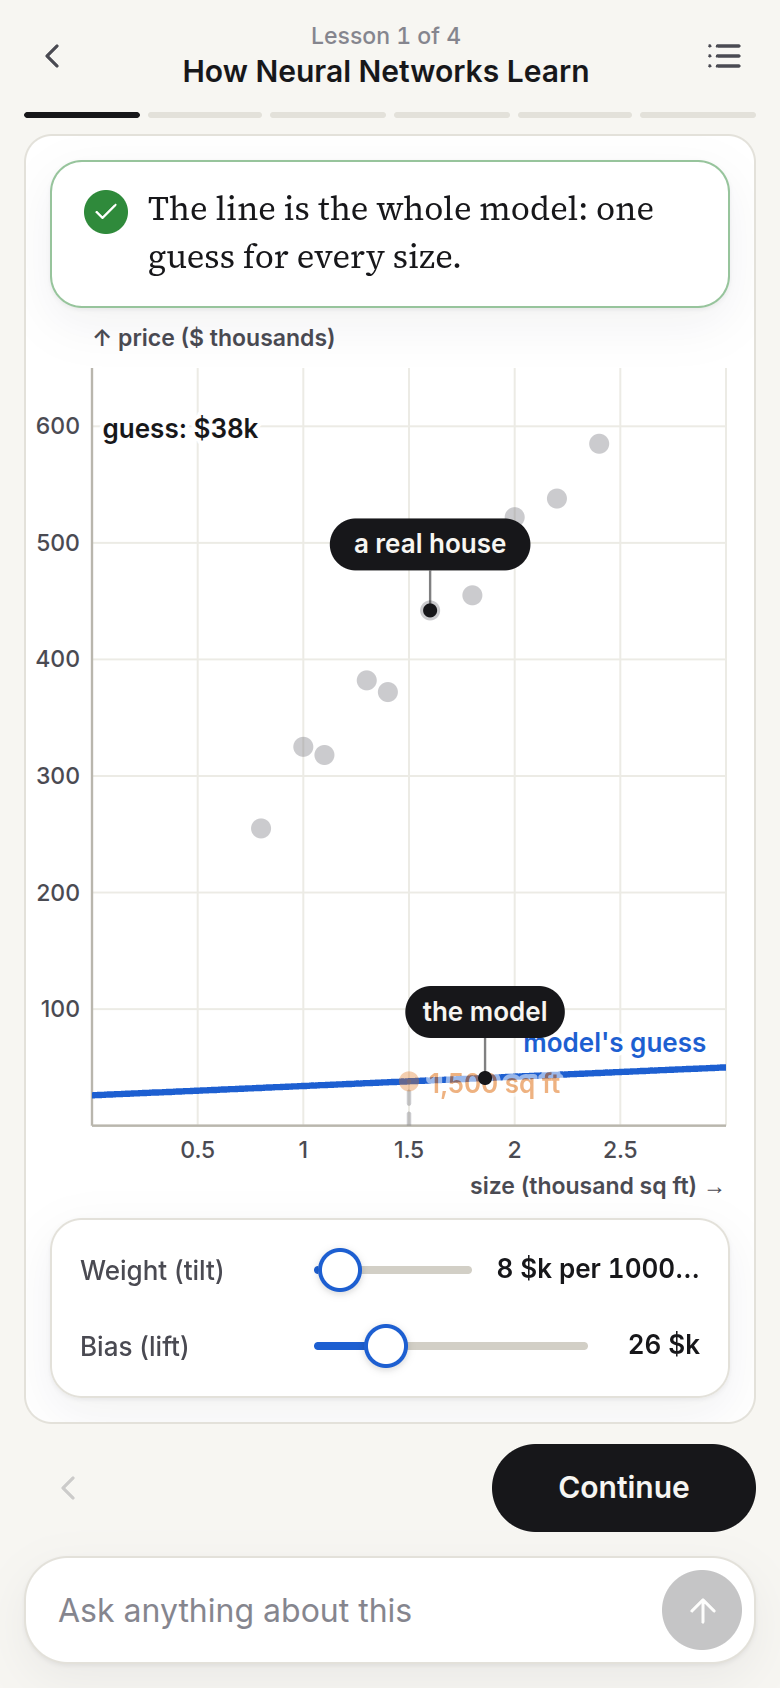 Lesson 1 of 4
How Neural Networks Learn
The line is the whole model: one
guess for every size.
↑ price ($ thousands)
600
guess: $38k
500
a real house
400
300
200
100
the model
model's guess
1,500 sq ft
0.5 1 1.5 2 2.5
size (thousand sq ft) →
Weight (tilt) 8 $k per 1000...
Bias (lift) 26 $k
Continue
Ask anything about this